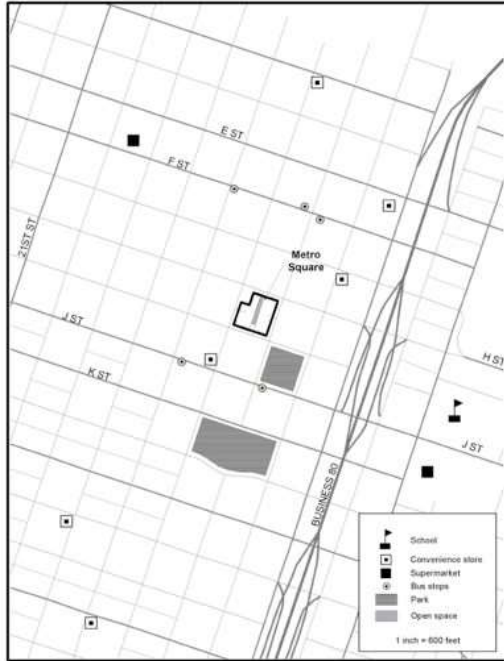 E ST
F ST
21ST ST
Metro
Square
J ST
H ST
K ST
J ST
BUSINESS 80
School
Convenience store
Supermarket
Bus stops
Park
Open space
1 inch = 600 feet